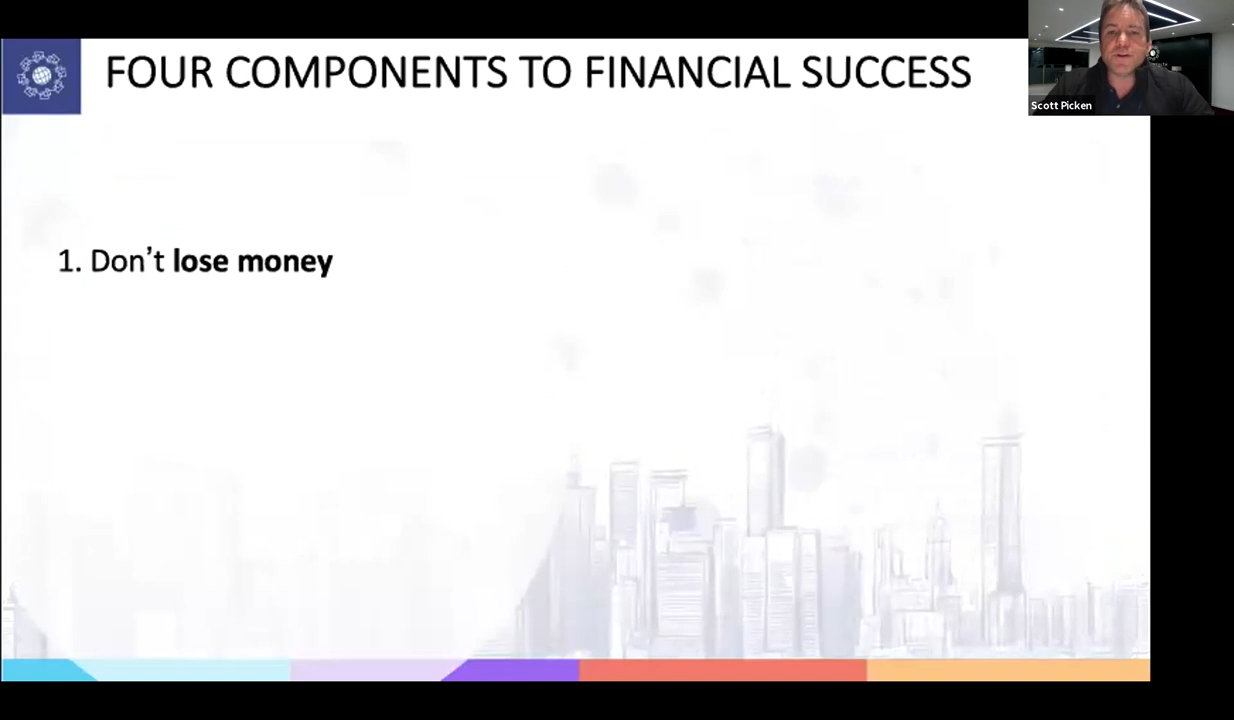 FOUR COMPONENTS TO FINANCIAL SUCCESS
Scott Picken
1. Don’t lose money